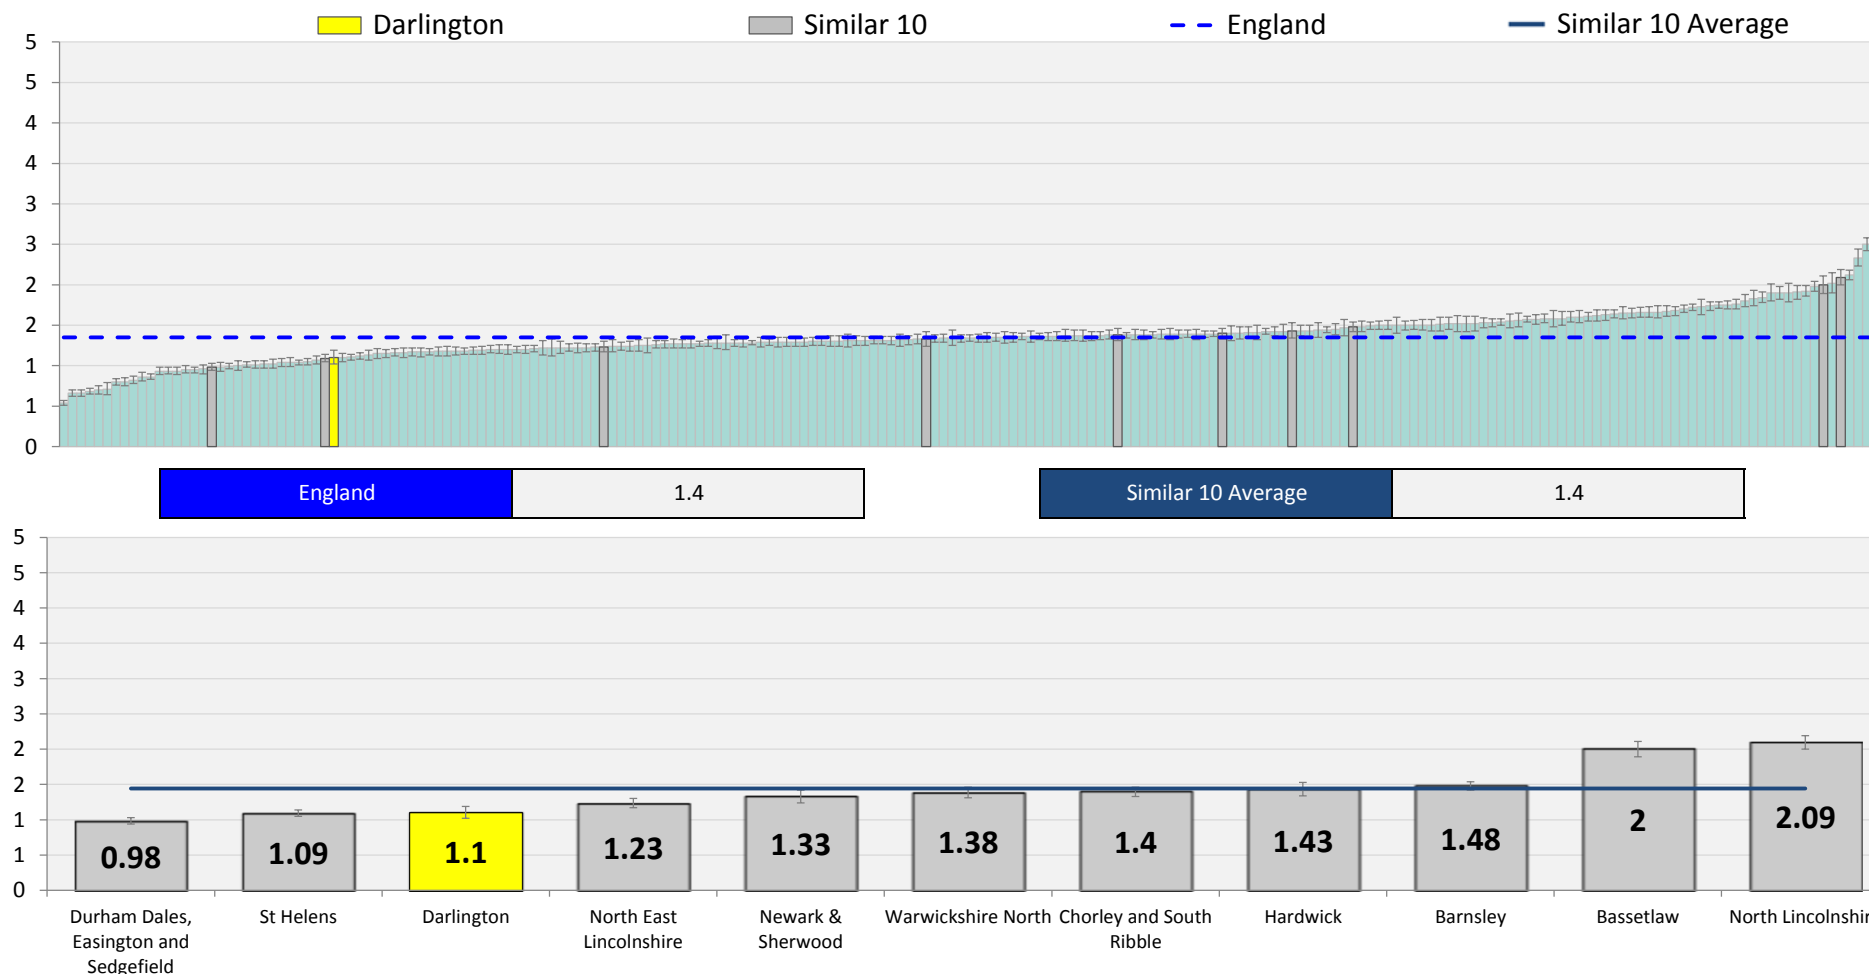 Darlington Similar 10 England Similar 10 Average
5
5
4
4
3
3
2
2
1
1
0
England 1.4 Similar 10 Average 1.4
5
5
4
4
3
3
2
2
1
1
0
0.98 1.09 1.1 1.23 1.33 1.38 1.4 1.43 1.48 2 2.09
Durham Dales, Easington and Sedgefield
St Helens
Darlington
North East Lincolnshire
Newark & Sherwood
Warwickshire North
Chorley and South Ribble
Hardwick
Barnsley
Bassetlaw
North Lincolnshir